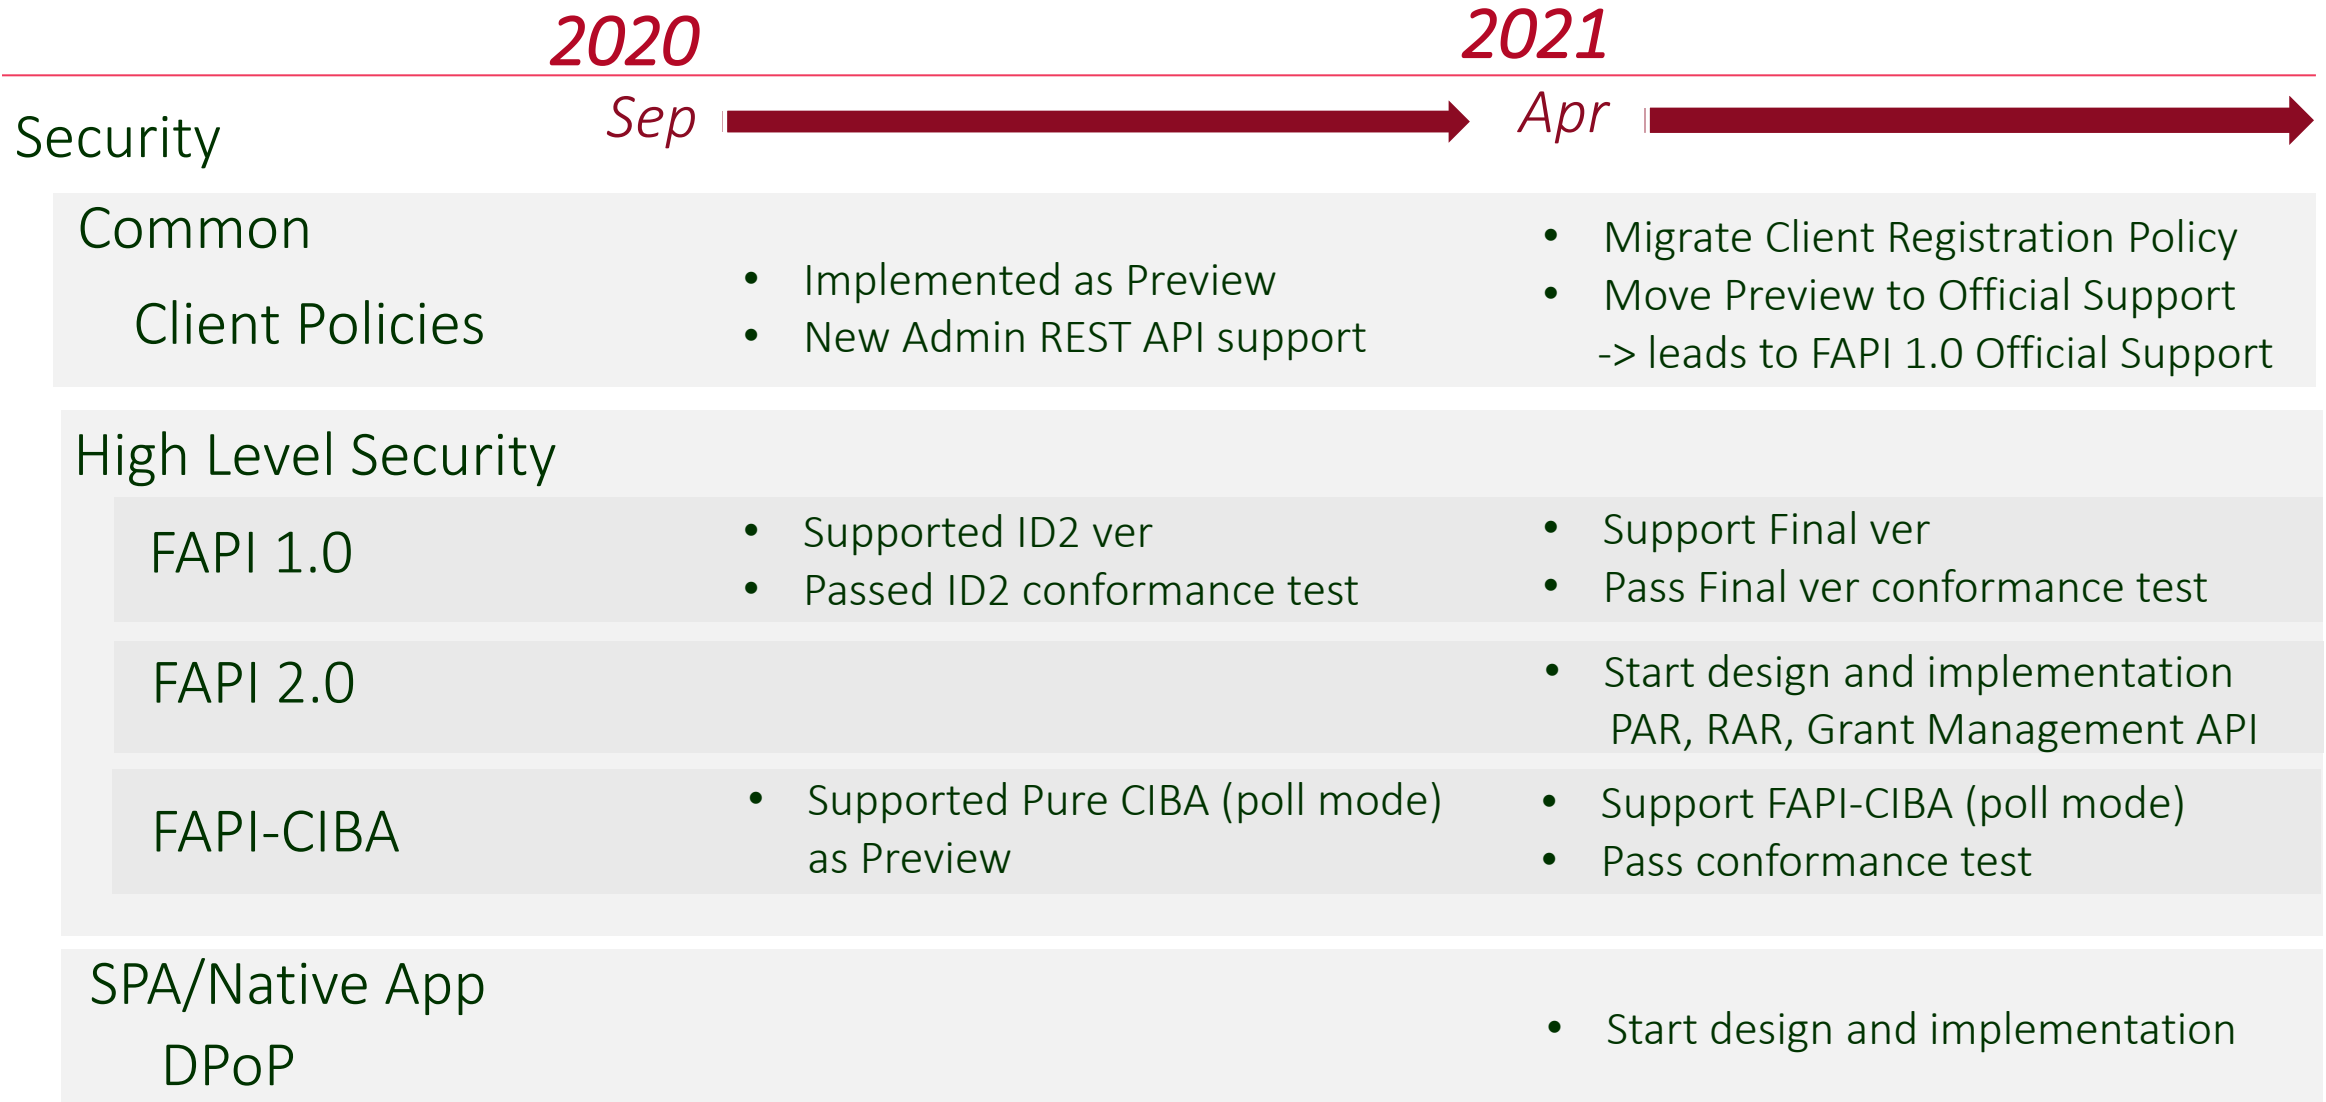 2020
2021
Sep
Apr
Security
Common
Client Policies
• Implemented as Preview
• New Admin REST API support
• Migrate Client Registration Policy
• Move Preview to Official Support
-> leads to FAPI 1.0 Official Support
High Level Security
FAPI 1.0
• Supported ID2 ver
• Passed ID2 conformance test
• Support Final ver
• Pass Final ver conformance test
FAPI 2.0
• Start design and implementation
PAR, RAR, Grant Management API
FAPI-CIBA
• Supported Pure CIBA (poll mode)
as Preview
• Support FAPI-CIBA (poll mode)
• Pass conformance test
SPA/Native App
DPoP
• Start design and implementation